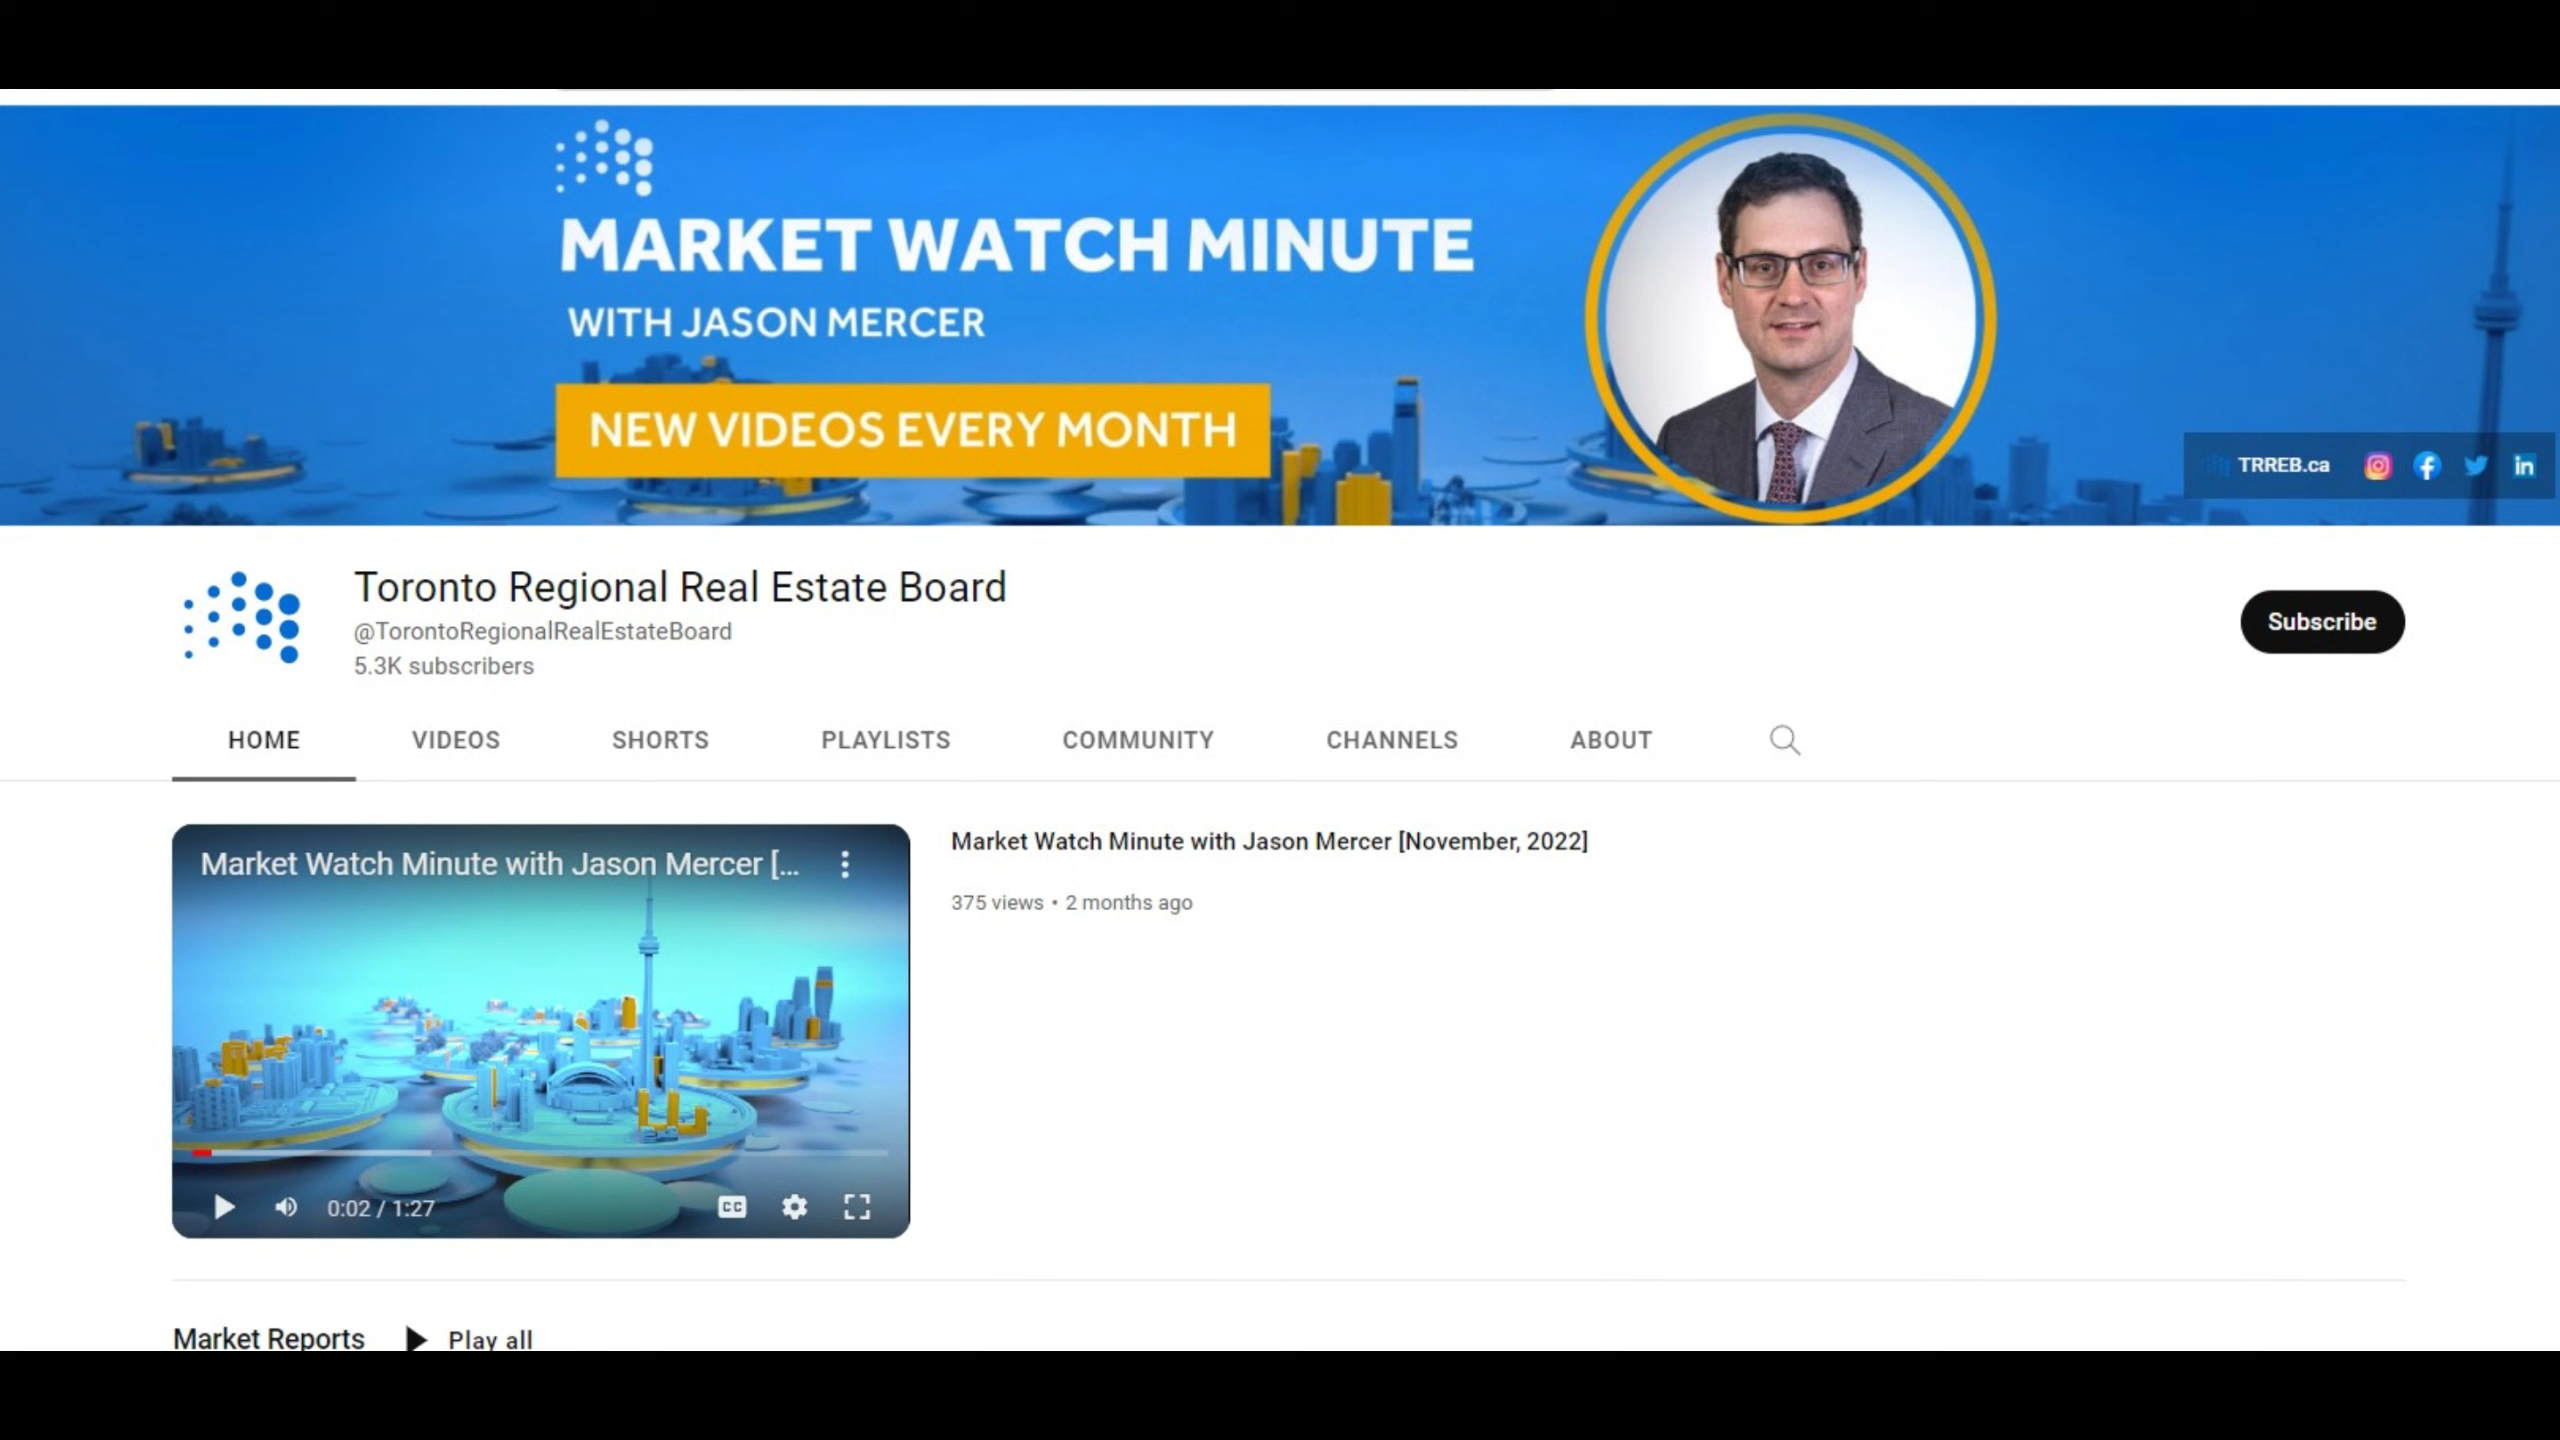 MARKET WATCH MINUTE
WITH JASON MERCER
NEW VIDEOS EVERY MONTH
TRREB.ca
Toronto Regional Real Estate Board
@TorontoRegionalRealEstateBoard
5.3K subscribers
Subscribe
HOME VIDEOS SHORTS PLAYLISTS COMMUNITY CHANNELS ABOUT
Market Watch Minute with Jason Mercer [...
Market Watch Minute with Jason Mercer [November, 2022]
375 views • 2 months ago
0:02 / 1:27 CC
Market Reports Play all